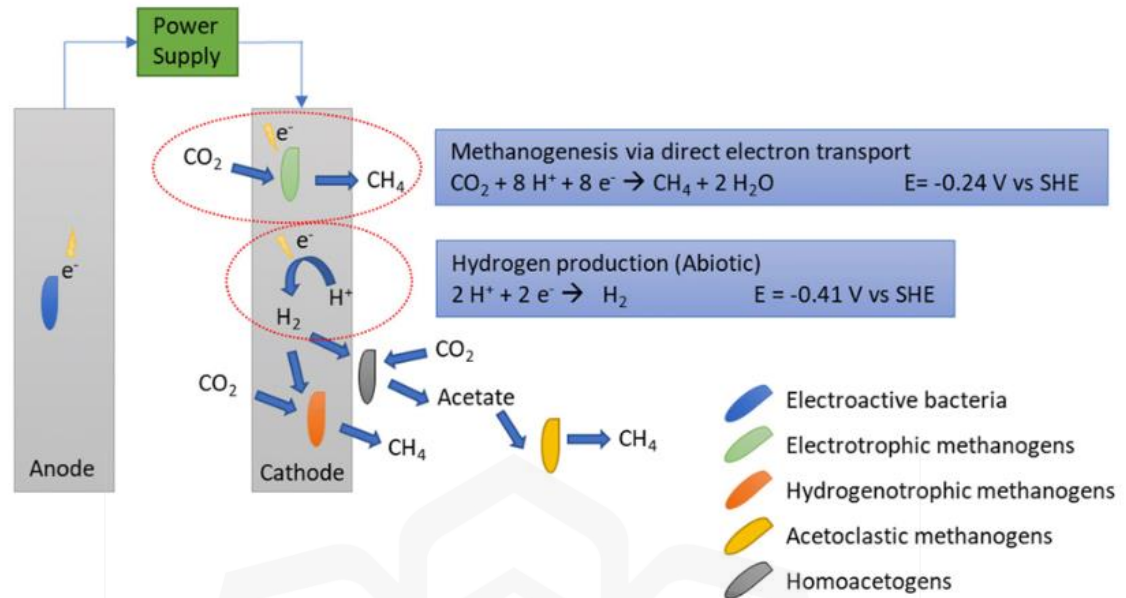 Power
Supply
e⁻
CO₂
CH₄
Methanogenesis via direct electron transport
CO₂ + 8 H⁺ + 8 e⁻ → CH₄ + 2 H₂O E= -0.24 V vs SHE
e⁻
e⁻
H⁺
H₂
Hydrogen production (Abiotic)
2 H⁺ + 2 e⁻ → H₂ E = -0.41 V vs SHE
CO₂
CO₂
Acetate
CH₄
CH₄
Anode
Cathode
Electroactive bacteria
Electrotrophic methanogens
Hydrogenotrophic methanogens
Acetoclastic methanogens
Homoacetogens